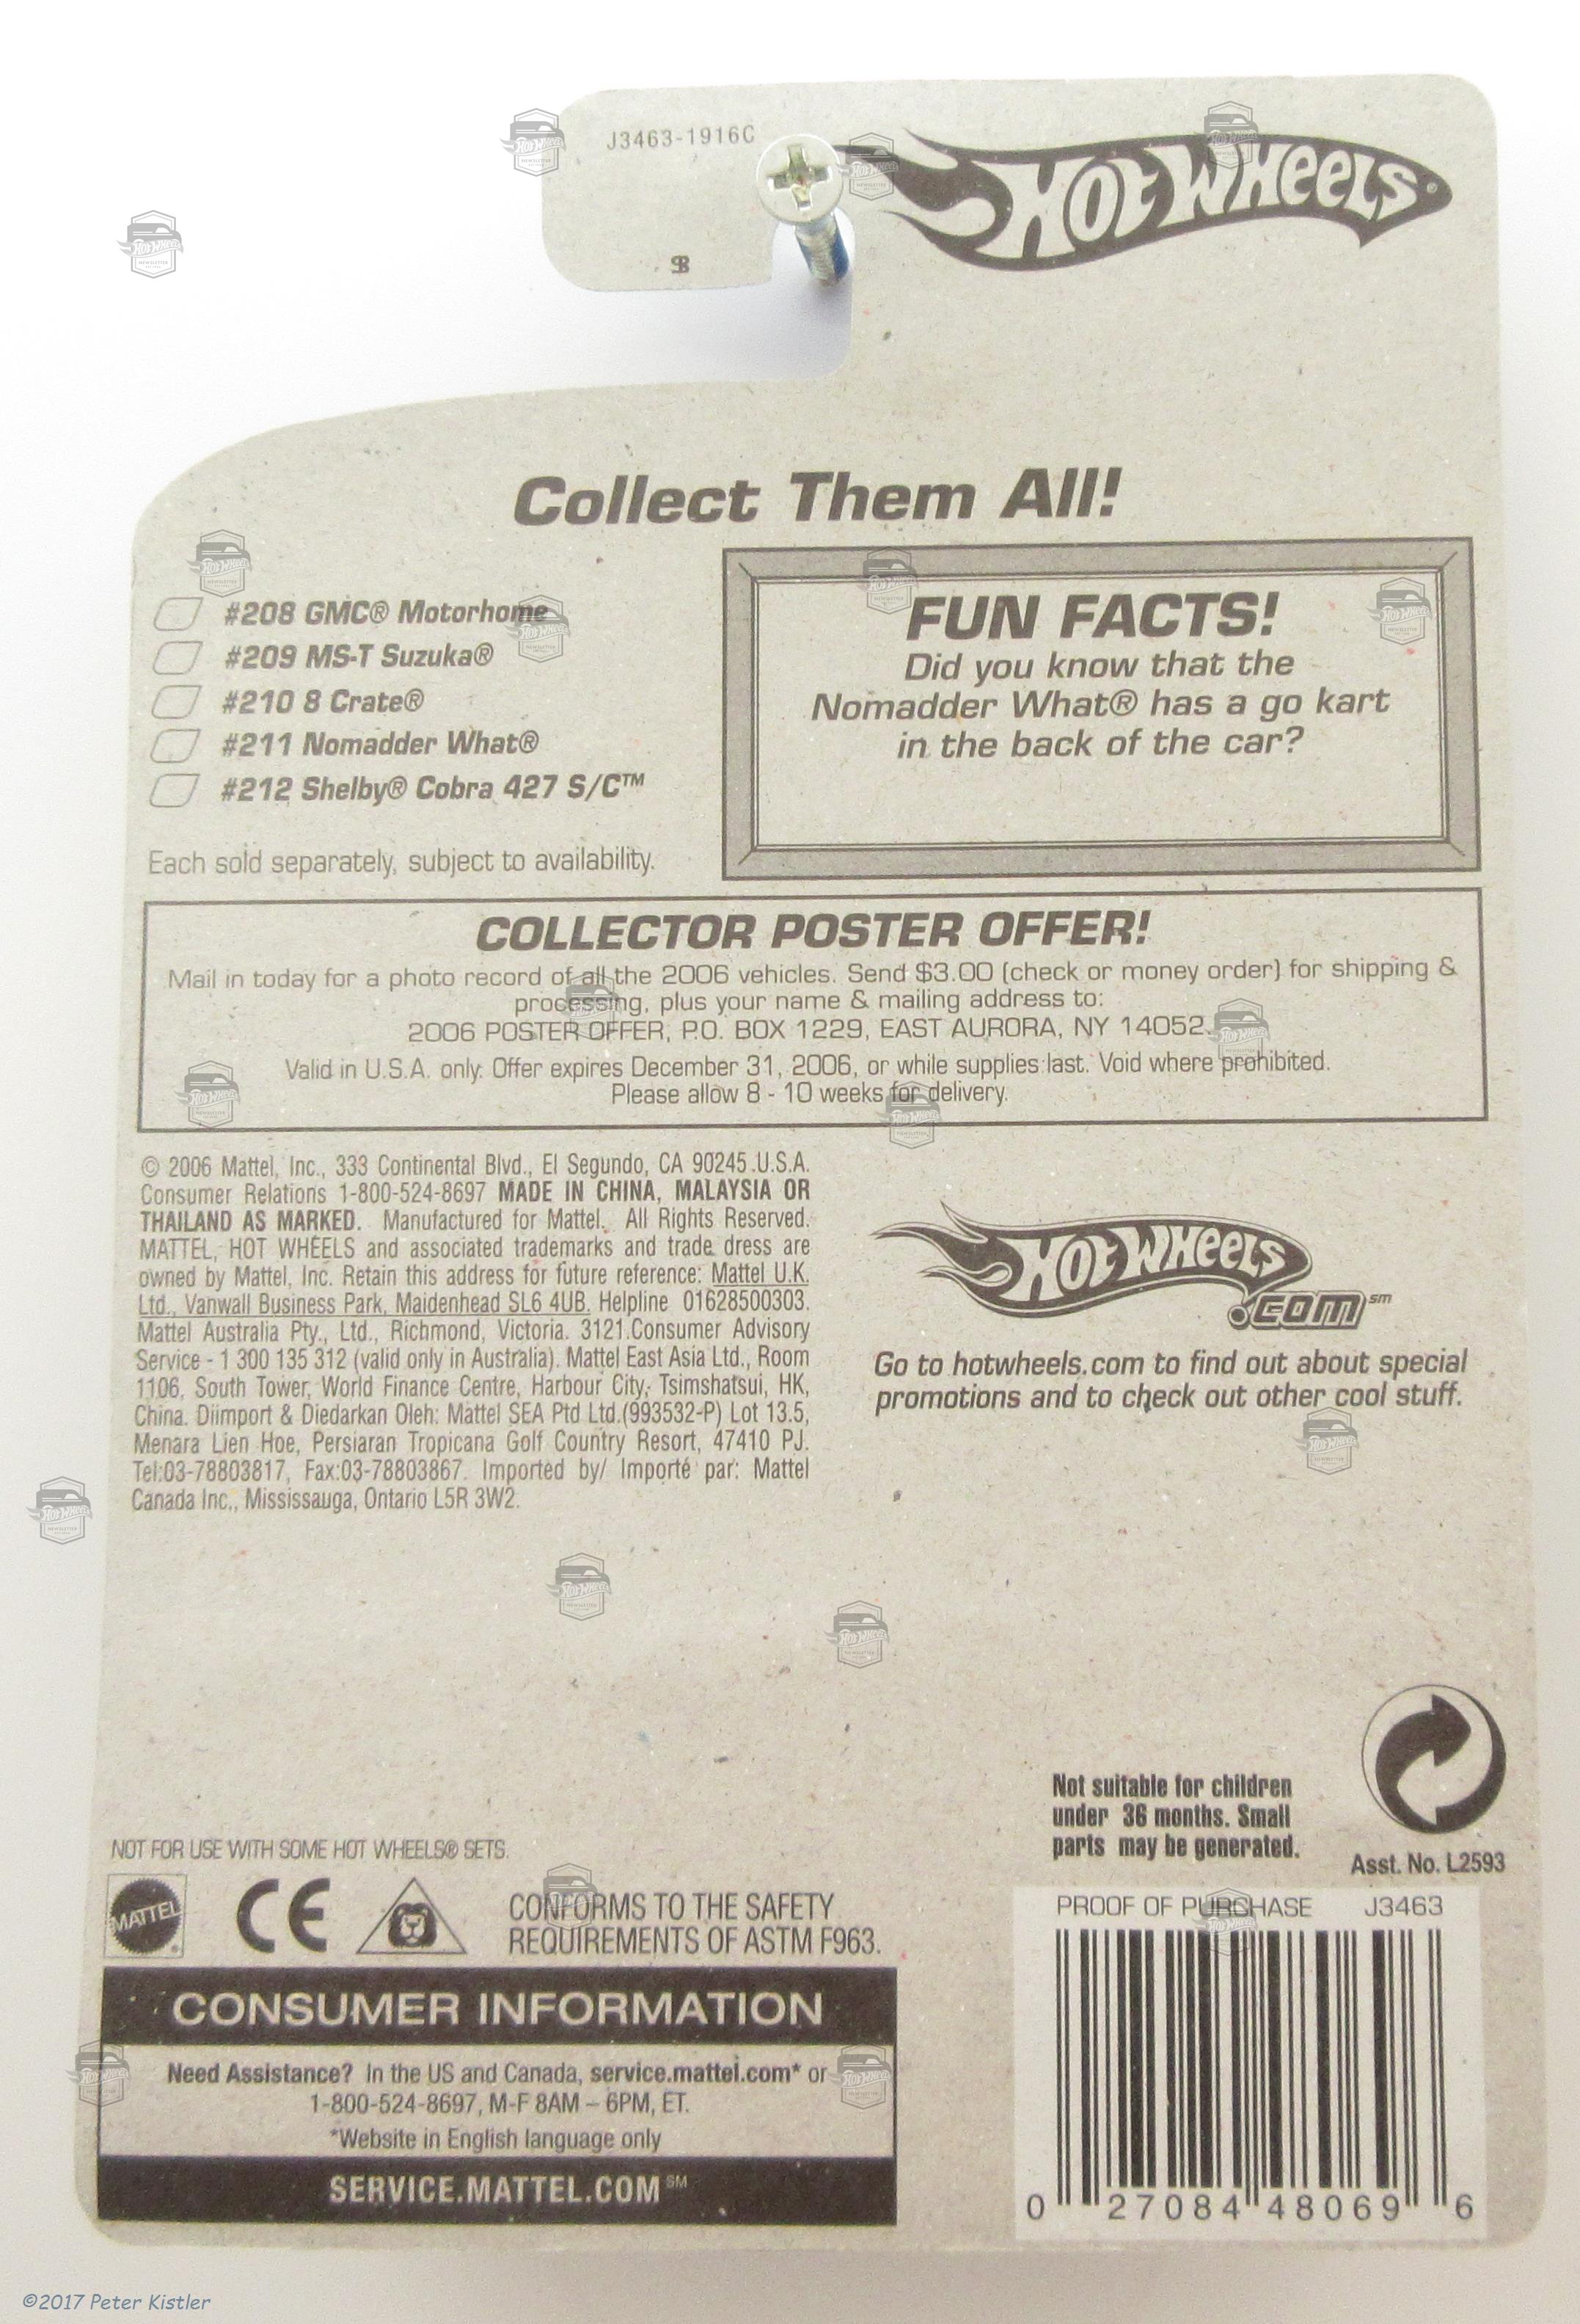 J3463-1916C
HOT WHEELS
Collect Them All!
#208 GMC® Motorhome
#209 MS-T Suzuka®
#210 8 Crate®
#211 Nomadder What®
#212 Shelby® Cobra 427 S/C™
Each sold separately, subject to availability.
FUN FACTS!
Did you know that the
Nomadder What® has a go kart
in the back of the car?
COLLECTOR POSTER OFFER!
Mail in today for a photo record of all the 2006 vehicles. Send $3.00 (check or money order) for shipping &
processing, plus your name & mailing address to:
2006 POSTER OFFER, P.O. BOX 1229, EAST AURORA, NY 14052.
Valid in U.S.A. only. Offer expires December 31, 2006, or while supplies last. Void where prohibited.
Please allow 8 - 10 weeks for delivery.
© 2006 Mattel, Inc., 333 Continental Blvd., El Segundo, CA 90245 U.S.A.
Consumer Relations 1-800-524-8697 MADE IN CHINA, MALAYSIA OR
THAILAND AS MARKED. Manufactured for Mattel. All Rights Reserved.
MATTEL, HOT WHEELS and associated trademarks and trade dress are
owned by Mattel, Inc. Retain this address for future reference: Mattel U.K.
Ltd., Vanwall Business Park, Maidenhead SL6 4UB. Helpline 01628500303.
Mattel Australia Pty., Ltd., Richmond, Victoria. 3121.Consumer Advisory
Service - 1 300 135 312 (valid only in Australia). Mattel East Asia Ltd., Room
1106, South Tower, World Finance Centre, Harbour City, Tsimshatsui, HK,
China. Diimport & Diedarkan Oleh: Mattel SEA Ptd Ltd.(993532-P) Lot 13.5,
Menara Lien Hoe, Persiaran Tropicana Golf Country Resort, 47410 PJ.
Tel:03-78803817, Fax:03-78803867. Imported by/ Importé par: Mattel
Canada Inc., Mississauga, Ontario L5R 3W2.
HOT WHEELS
.COM℠
Go to hotwheels.com to find out about special
promotions and to check out other cool stuff.
Not suitable for children
under 36 months. Small
parts may be generated.
Asst. No. L2593
NOT FOR USE WITH SOME HOT WHEELS® SETS.
MATTEL®
CE
CONFORMS TO THE SAFETY
REQUIREMENTS OF ASTM F963.
CONSUMER INFORMATION
Need Assistance? In the US and Canada, service.mattel.com* or
1-800-524-8697, M-F 8AM – 6PM, ET.
*Website in English language only
SERVICE.MATTEL.COM℠
PROOF OF PURCHASE J3463
0 27084 48069 6
©2017 Peter Kistler